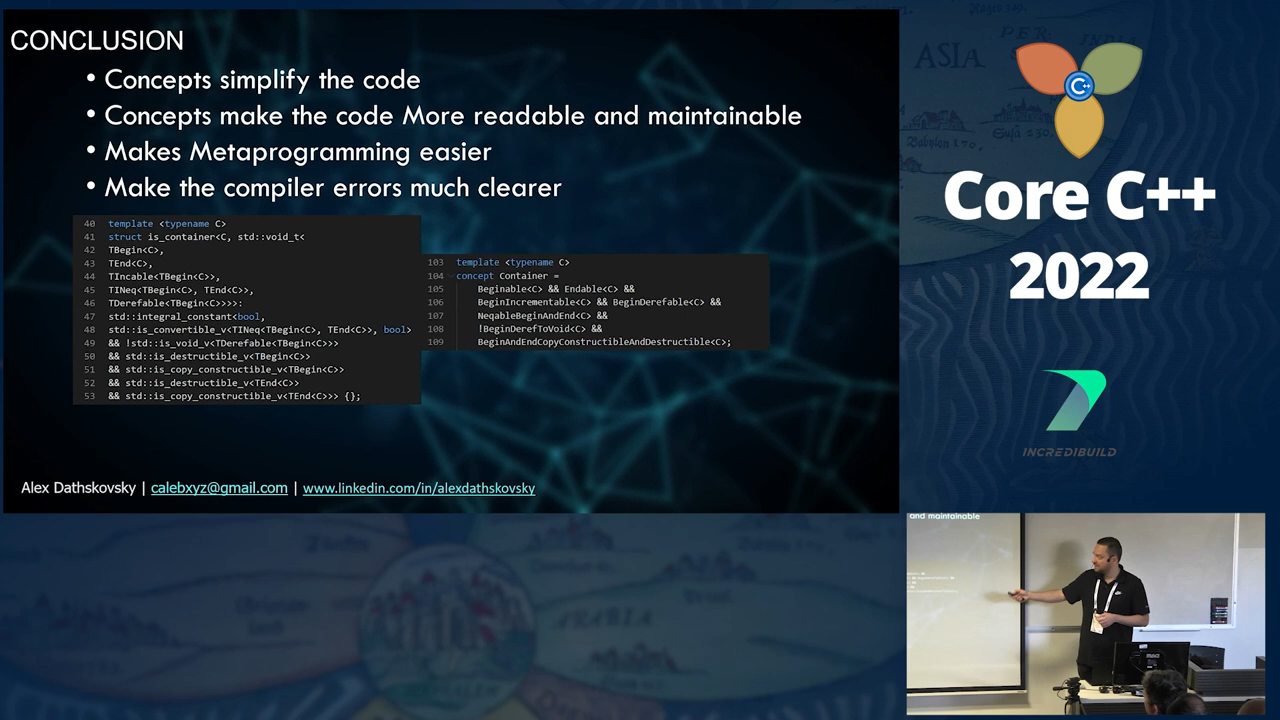 CONCLUSION
• Concepts simplify the code
• Concepts make the code More readable and maintainable
• Makes Metaprogramming easier
• Make the compiler errors much clearer
40 template <typename C>
41 struct is_container<C, std::void_t<
42 TBegin<C>,
43 TEnd<C>,
44 TIncable<TBegin<C>>,
45 TINeq<TBegin<C>, TEnd<C>>,
46 TDerefable<TBegin<C>>>>:
47 std::integral_constant<bool,
48 std::is_convertible_v<TINeq<TBegin<C>, TEnd<C>>, bool>
49 && !std::is_void_v<TDerefable<TBegin<C>>>
50 && std::is_destructible_v<TBegin<C>>
51 && std::is_copy_constructible_v<TBegin<C>>
52 && std::is_destructible_v<TEnd<C>>
53 && std::is_copy_constructible_v<TEnd<C>>> {};
103 template <typename C>
104 concept Container =
105 Beginable<C> && Endable<C> &&
106 BeginIncrementable<C> && BeginDerefable<C> &&
107 NeqableBeginAndEnd<C> &&
108 !BeginDerefToVoid<C> &&
109 BeginAndEndCopyConstructibleAndDestructible<C>;
Alex Dathskovsky | calebxyz@gmail.com | www.linkedin.com/in/alexdathskovsky
ASIA
PER
INDIA
C++
Core C++
2022
INCREDIBUILD
and maintainable
ARABIA